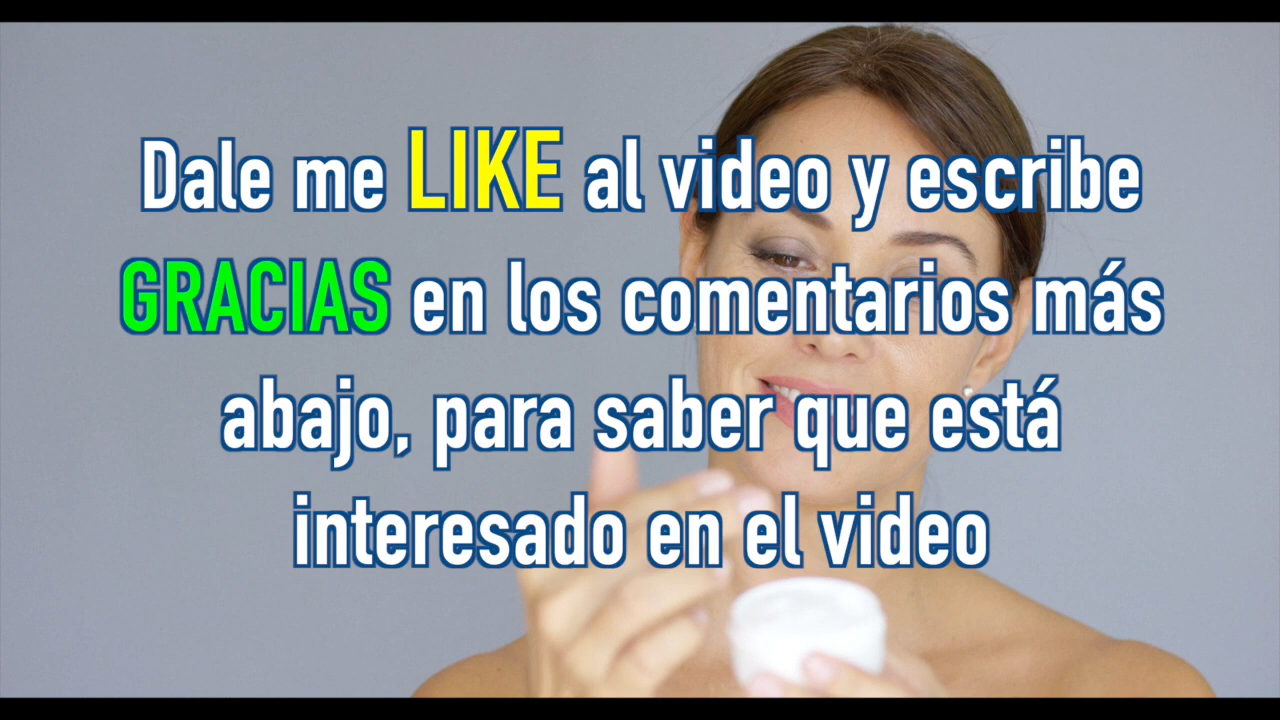 Dale me LIKE al video y escribe
GRACIAS en los comentarios más
abajo, para saber que está
interesado en el video